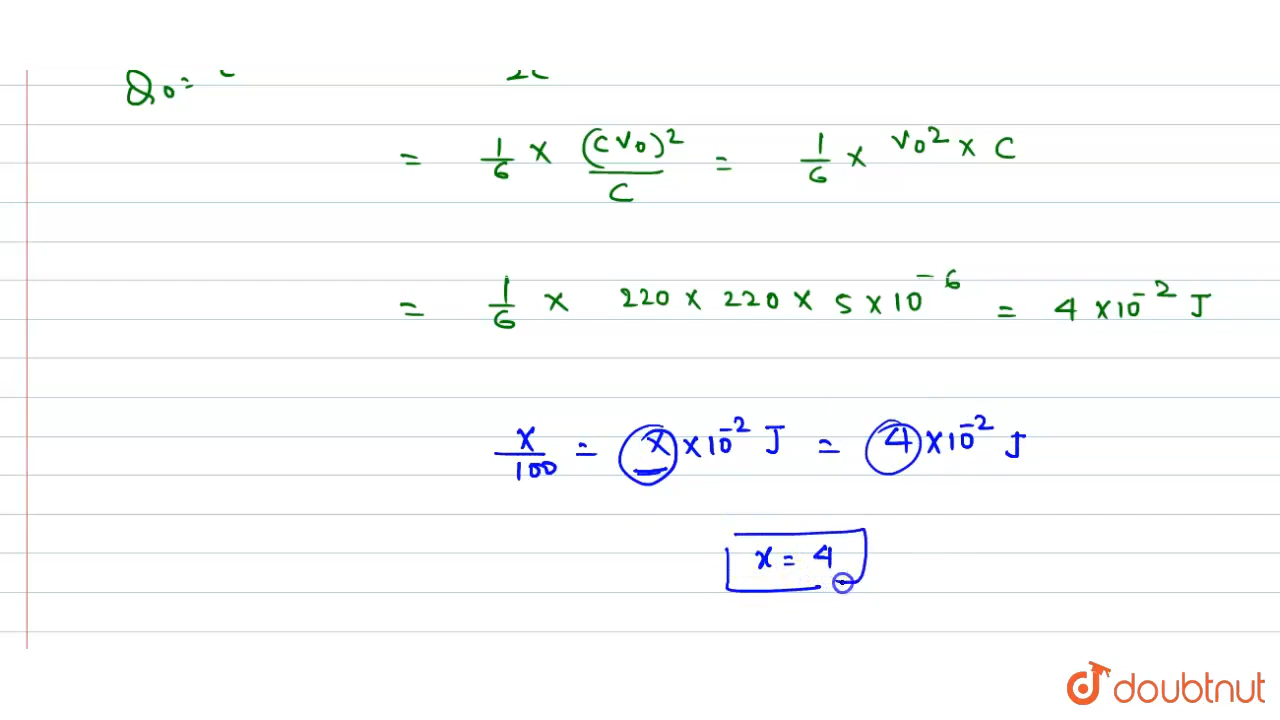 Q₀ =
= 1/6 × (CV₀)²/C = 1/6 × V₀² × C
= 1/6 × 220 × 220 × 5 × 10⁻⁶ = 4 × 10⁻² J
x/100 = x × 10⁻² J = 4 × 10⁻² J
x = 4
doubtnut